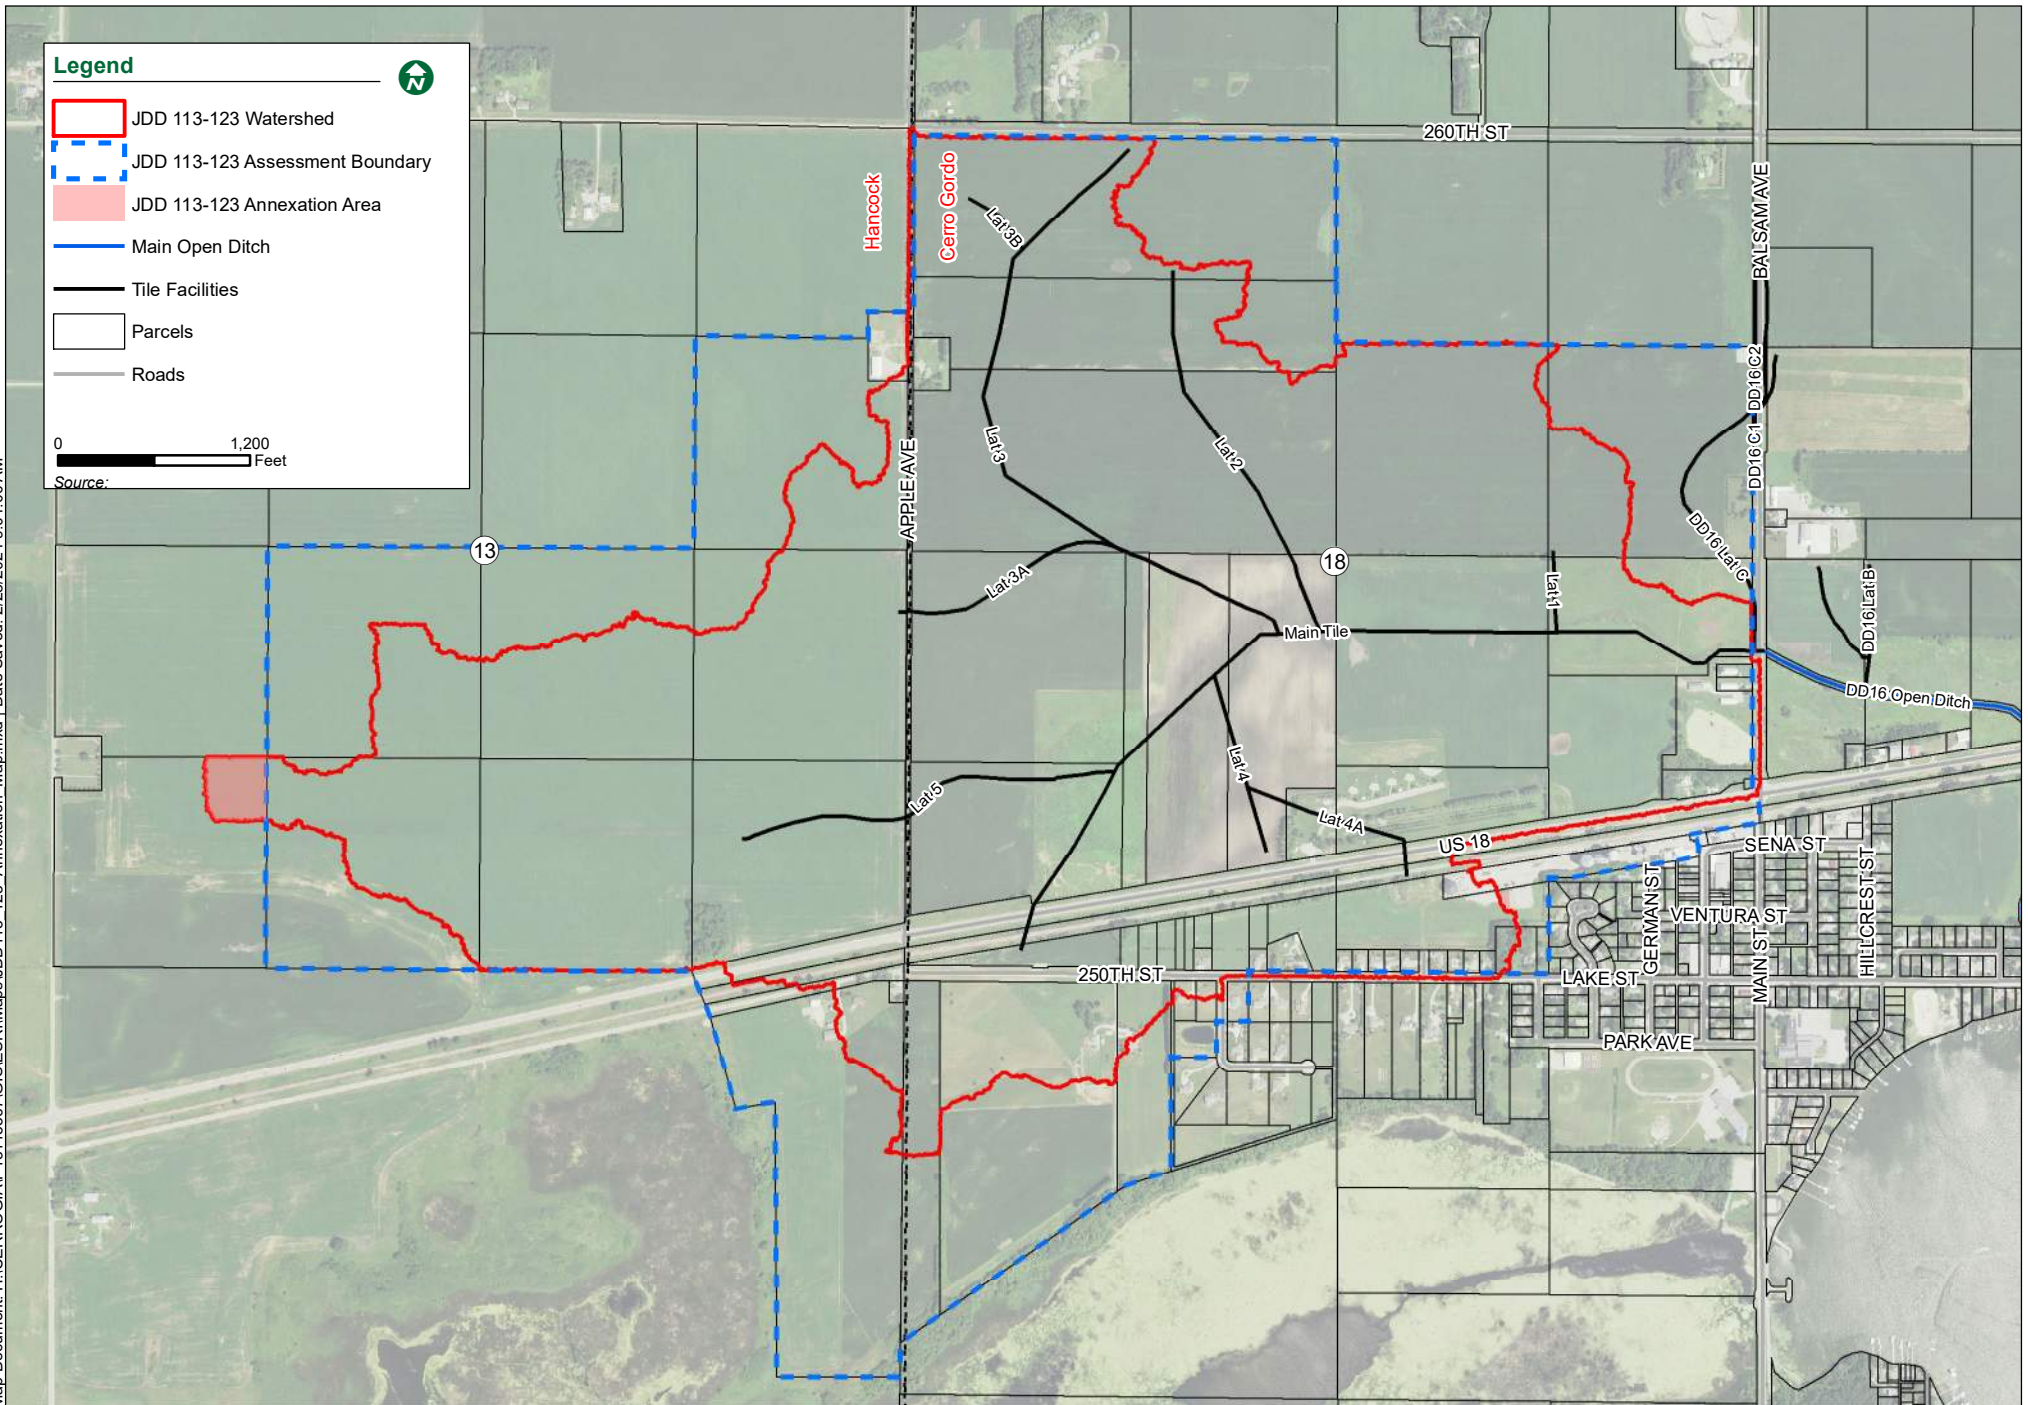 Legend
N
JDD 113-123 Watershed
JDD 113-123 Assessment Boundary
JDD 113-123 Annexation Area
Main Open Ditch
Tile Facilities
Parcels
Roads
0 1,200
Feet
Source:
260TH ST
Hancock
Cerro Gordo
BALSAM AVE
Lat 3B
DD16 C2
DD16 C1
APPLE AVE
Lat 3
Lat 2
13
18
DD16 Lat C
Lat 3A
Lat 1
DD16 Lat B
Main Tile
DD16 Open Ditch
Lat 4
Lat 5
Lat 4A
US 18
SENA ST
GERMAN ST
VENTURA ST
HILLCREST ST
MAIN ST
250TH ST
LAKE ST
PARK AVE